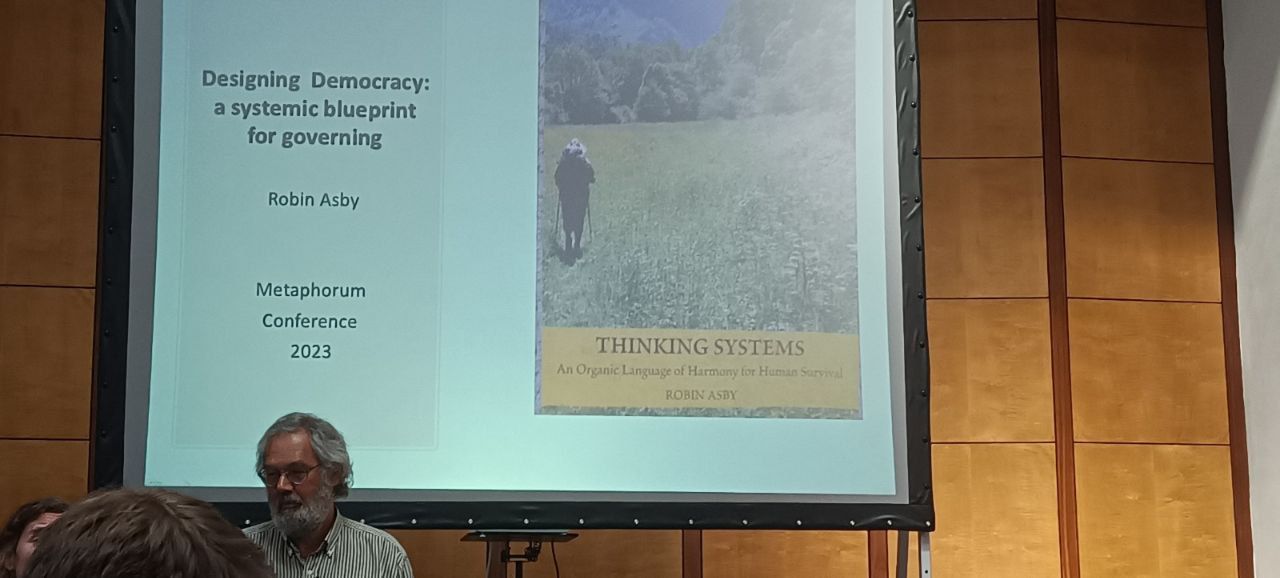 Designing Democracy:
a systemic blueprint
for governing
Robin Asby
Metaphorum
Conference
2023
THINKING SYSTEMS
An Organic Language of Harmony for Human Survival
ROBIN ASBY